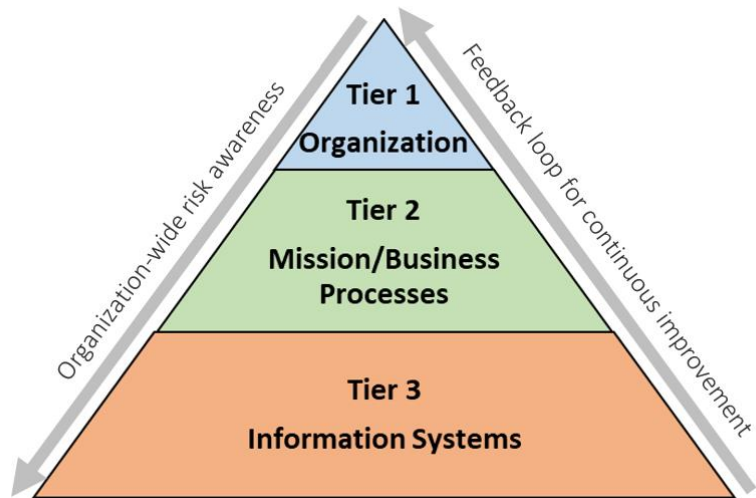 Tier 1
Organization
Tier 2
Mission/Business
Processes
Tier 3
Information Systems
Organization-wide risk awareness
Feedback loop for continuous improvement